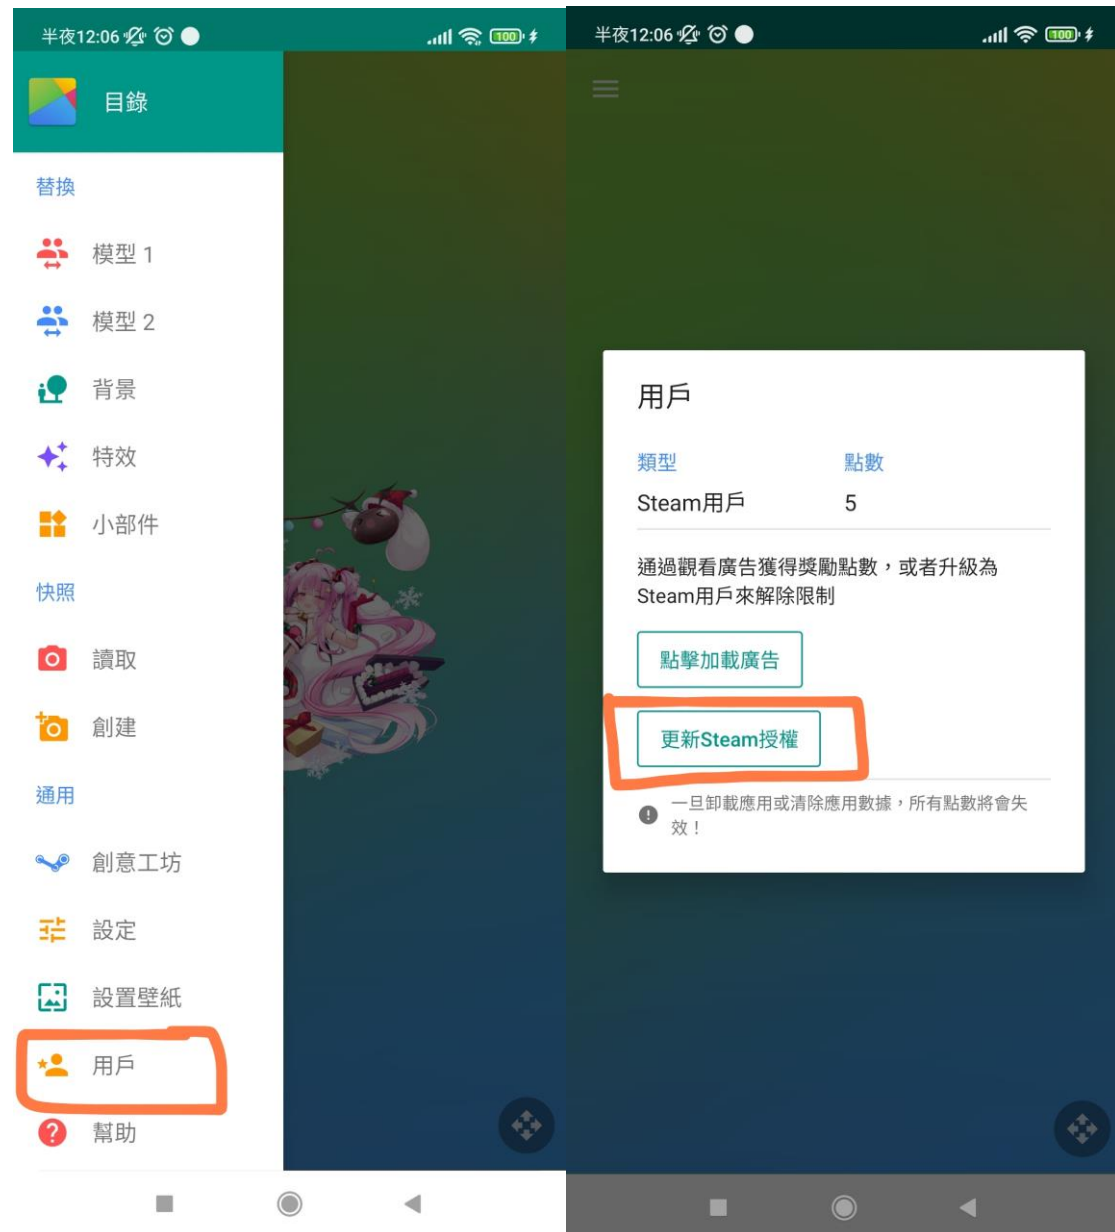 半夜12:06
100
目錄
替換
模型 1
模型 2
背景
特效
小部件
快照
讀取
創建
通用
創意工坊
設定
設置壁紙
用戶
幫助
半夜12:06
100
用戶
類型 點數
Steam用戶 5
通過觀看廣告獲得獎勵點數，或者升級為
Steam用戶來解除限制
點擊加載廣告
更新Steam授權
一旦卸載應用或清除應用數據，所有點數將會失
效！